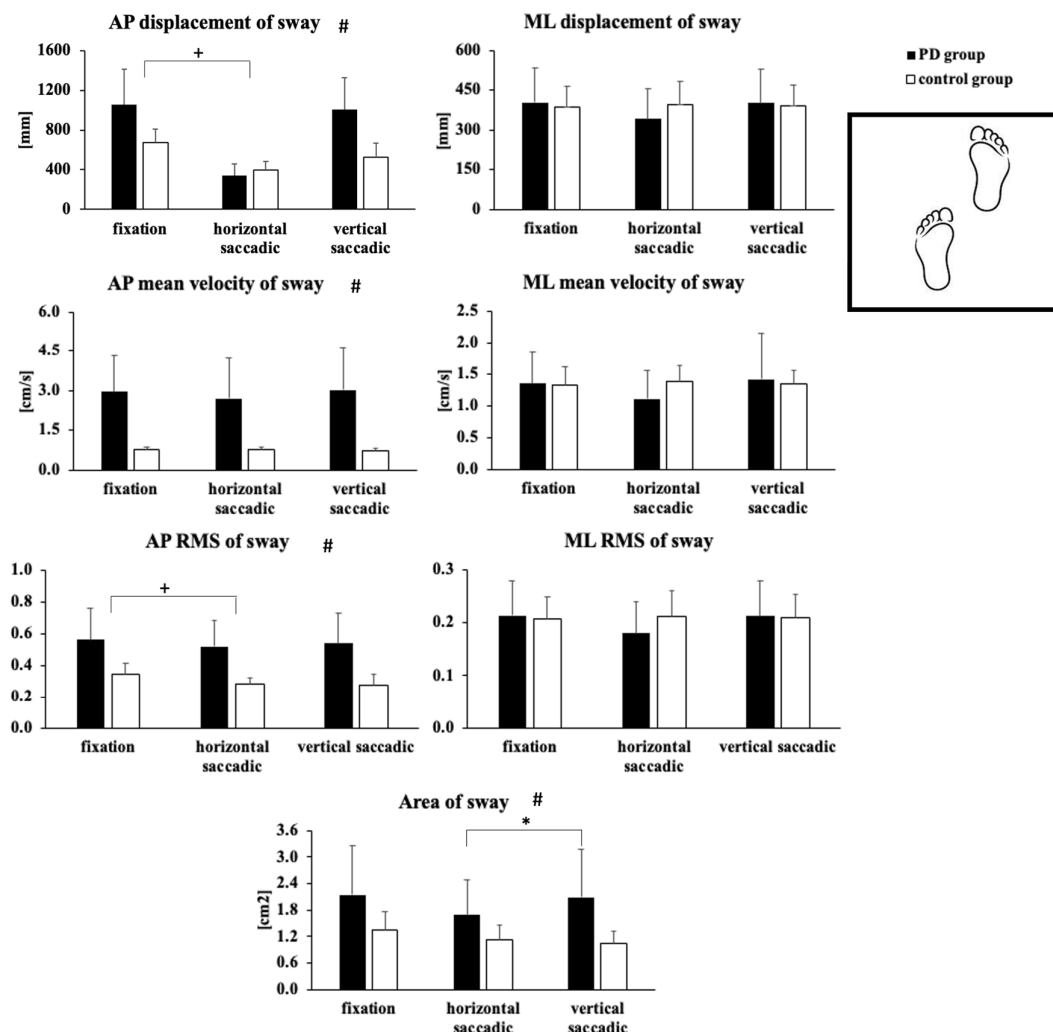 AP displacement of sway #
1600
1200
800
400
0
[mm]
+
fixation
horizontal
saccadic
vertical
saccadic
ML displacement of sway
600
450
300
150
0
[mm]
fixation
horizontal
saccadic
vertical
saccadic
PD group
control group
AP mean velocity of sway #
6.0
4.5
3.0
1.5
0.0
[cm/s]
fixation
horizontal
saccadic
vertical
saccadic
ML mean velocity of sway
2.5
2.0
1.5
1.0
0.5
0.0
[cm/s]
fixation
horizontal
saccadic
vertical
saccadic
AP RMS of sway #
1.0
0.8
0.6
0.4
0.2
0.0
+
fixation
horizontal
saccadic
vertical saccadic
ML RMS of sway
0.3
0.2
0.1
0.0
fixation
horizontal
saccadic
vertical saccadic
Area of sway #
3.6
3.0
2.4
1.8
1.2
0.6
0.0
[cm2]
*
fixation
horizontal
saccadic
vertical
saccadic